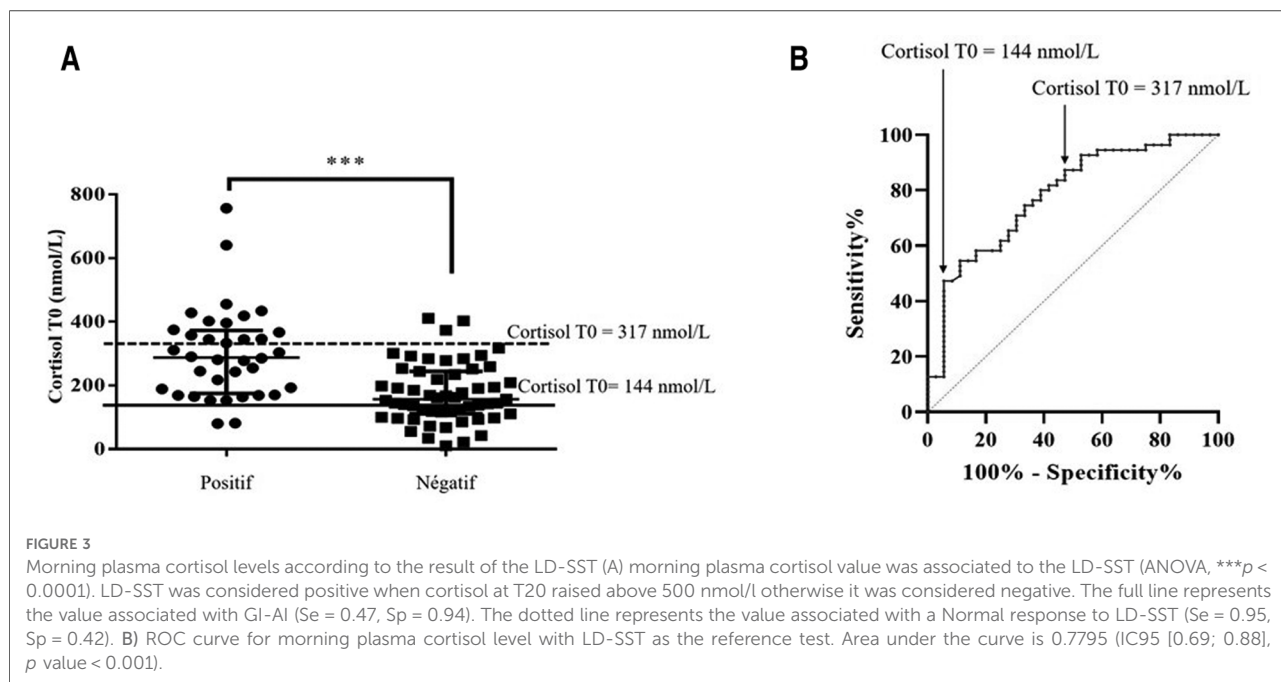 A
***
Cortisol T0 (nmol/L)
800
600
400
200
0
Cortisol T0 = 317 nmol/L
Cortisol T0= 144 nmol/L
Positif
Négatif
B
Cortisol T0 = 144 nmol/L
Cortisol T0 = 317 nmol/L
Sensitivity%
100
80
60
40
20
0
0 20 40 60 80 100
100% - Specificity%
FIGURE 3
Morning plasma cortisol levels according to the result of the LD-SST (A) morning plasma cortisol value was associated to the LD-SST (ANOVA, ***p <
0.0001). LD-SST was considered positive when cortisol at T20 raised above 500 nmol/l otherwise it was considered negative. The full line represents
the value associated with GI-AI (Se = 0.47, Sp = 0.94). The dotted line represents the value associated with a Normal response to LD-SST (Se = 0.95,
Sp = 0.42). B) ROC curve for morning plasma cortisol level with LD-SST as the reference test. Area under the curve is 0.7795 (IC95 [0.69; 0.88],
p value < 0.001).